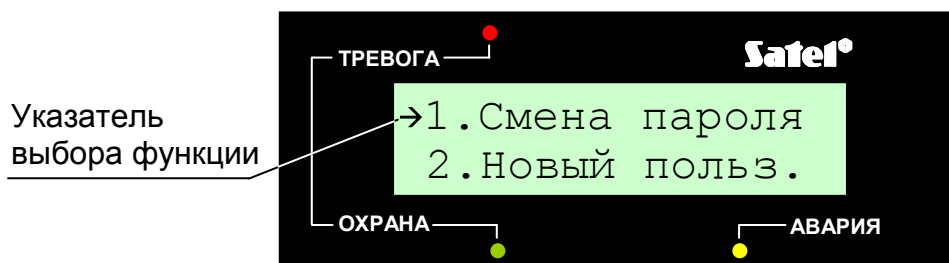 ТРЕВОГА
Satel®
Указатель
выбора функции
→1.Смена пароля
2.Новый польз.
ОХРАНА
АВАРИЯ